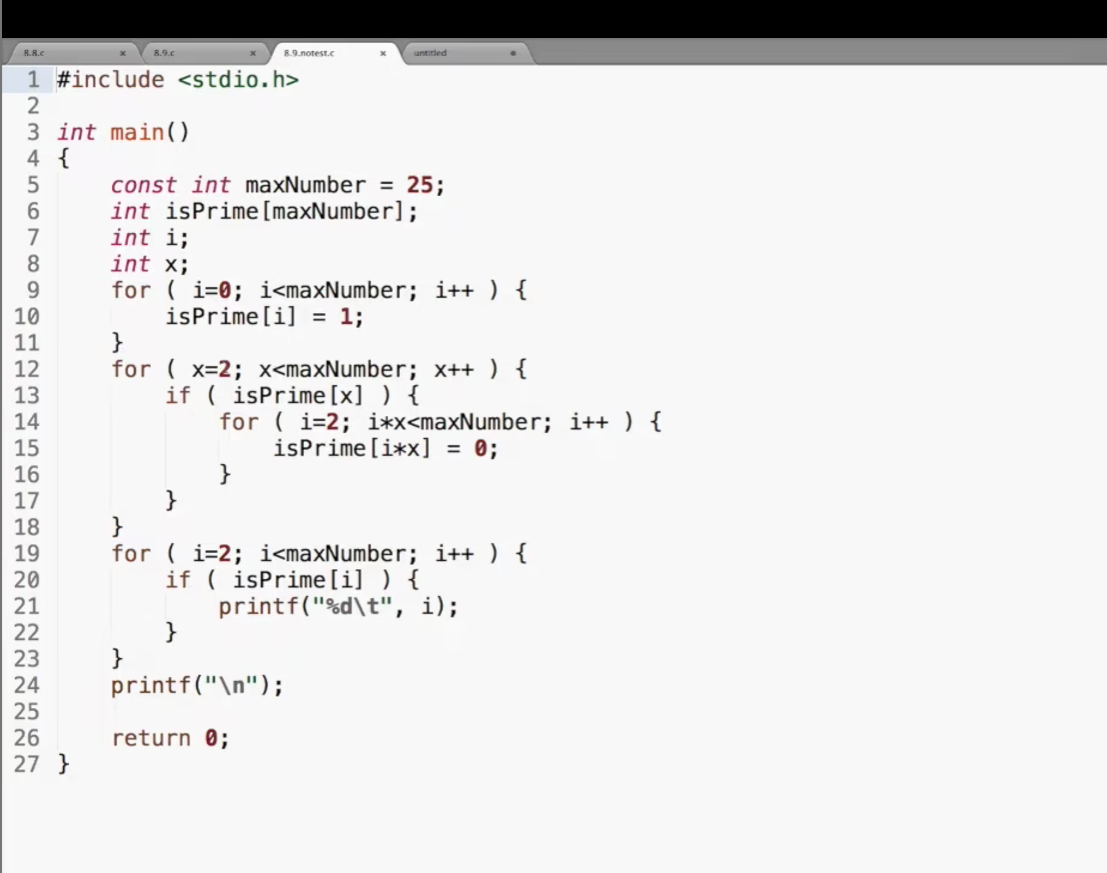 8.8.c × 8.9.c × 8.9.notest.c × untitled
1 #include <stdio.h>
2
3 int main()
4 {
5     const int maxNumber = 25;
6     int isPrime[maxNumber];
7     int i;
8     int x;
9     for ( i=0; i<maxNumber; i++ ) {
10         isPrime[i] = 1;
11     }
12     for ( x=2; x<maxNumber; x++ ) {
13         if ( isPrime[x] ) {
14             for ( i=2; i*x<maxNumber; i++ ) {
15                 isPrime[i*x] = 0;
16             }
17         }
18     }
19     for ( i=2; i<maxNumber; i++ ) {
20         if ( isPrime[i] ) {
21             printf("%d\t", i);
22         }
23     }
24     printf("\n");
25
26     return 0;
27 }